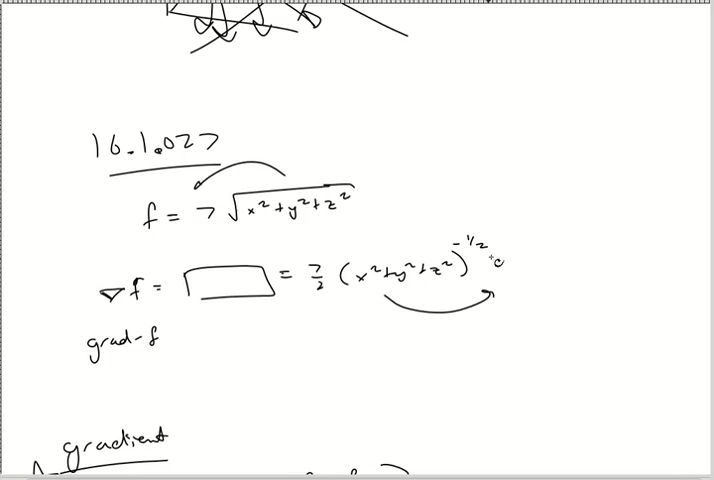 16.1.027
f = 7 √x²+y²+z²
∇f = = 7/2 (x²+y²+z²)^-1/2
grad-f
gradient